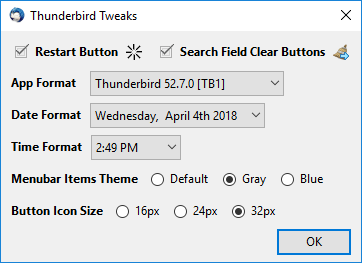 Thunderbird Tweaks
Restart Button Search Field Clear Buttons
App Format Thunderbird 52.7.0 [TB1]
Date Format Wednesday, April 4th 2018
Time Format 2:49 PM
Menubar Items Theme Default Gray Blue
Button Icon Size 16px 24px 32px
OK